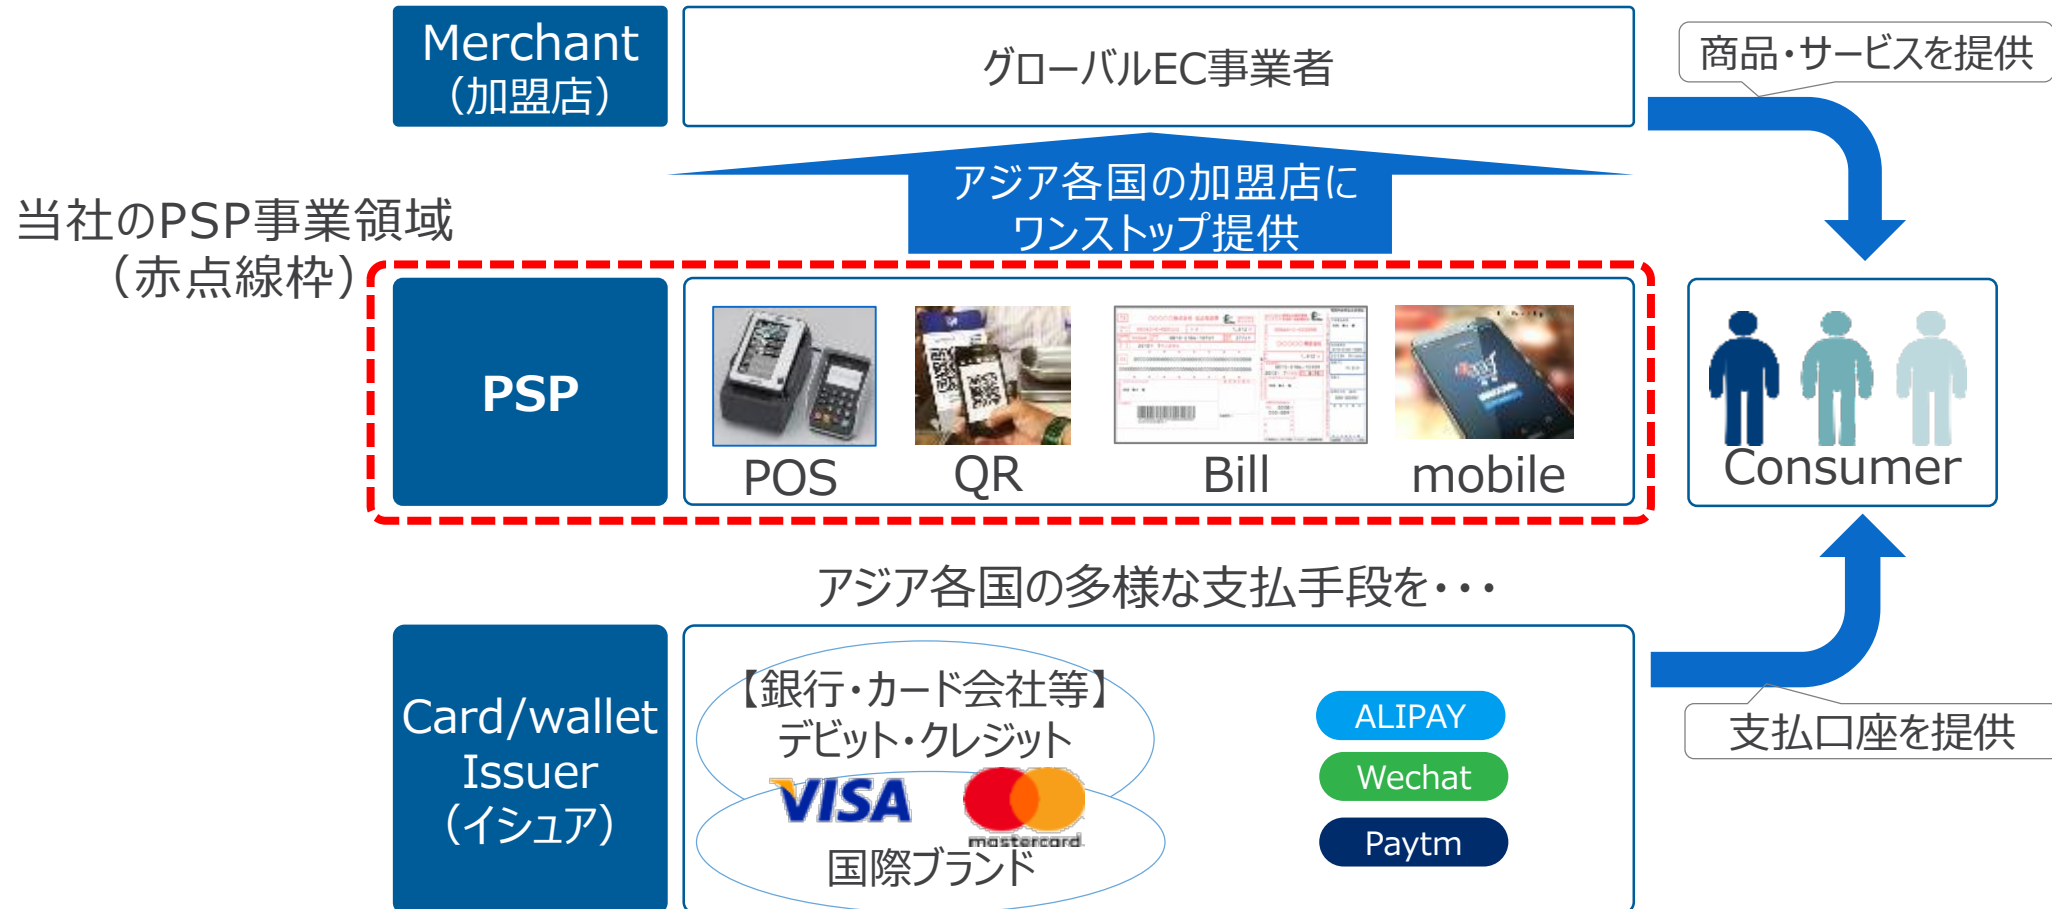 Merchant
（加盟店）
グローバルEC事業者
商品・サービスを提供
アジア各国の加盟店に
ワンストップ提供
当社のPSP事業領域
（赤点線枠）
PSP
POS
QR
Bill
mobile
Consumer
アジア各国の多様な支払手段を・・・
Card/wallet
Issuer
（イシュア）
【銀行・カード会社等】
デビット・クレジット
VISA
mastercard
国際ブランド
ALIPAY
Wechat
Paytm
支払口座を提供